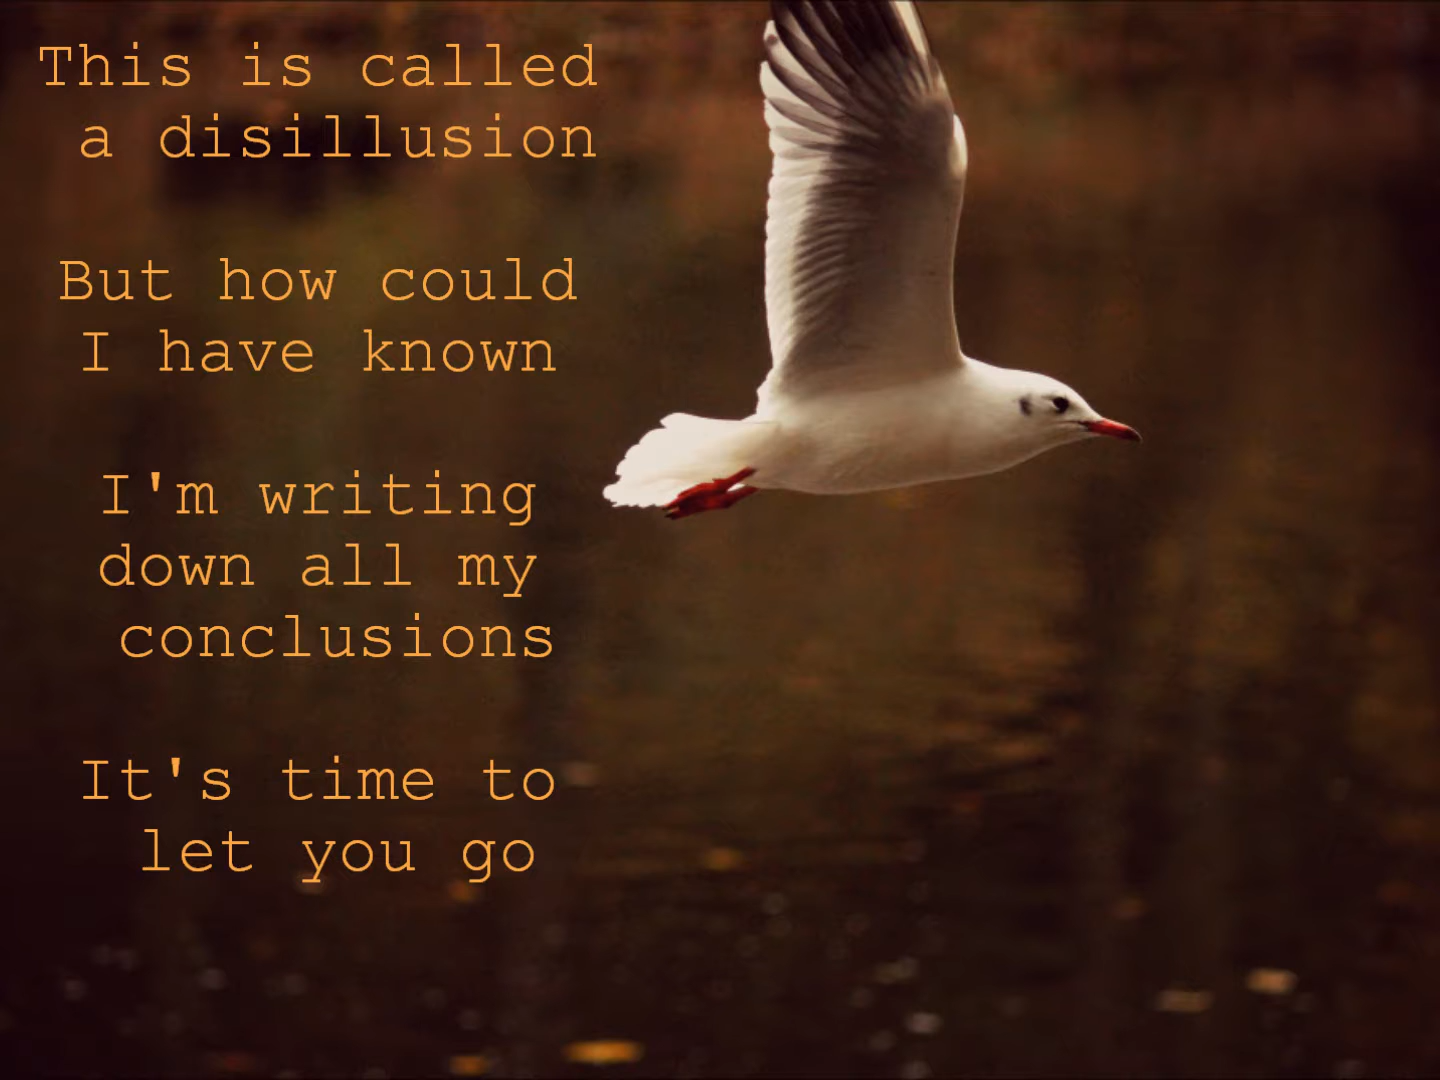 This is called
a disillusion
But how could
I have known
I'm writing
down all my
conclusions
It's time to
let you go